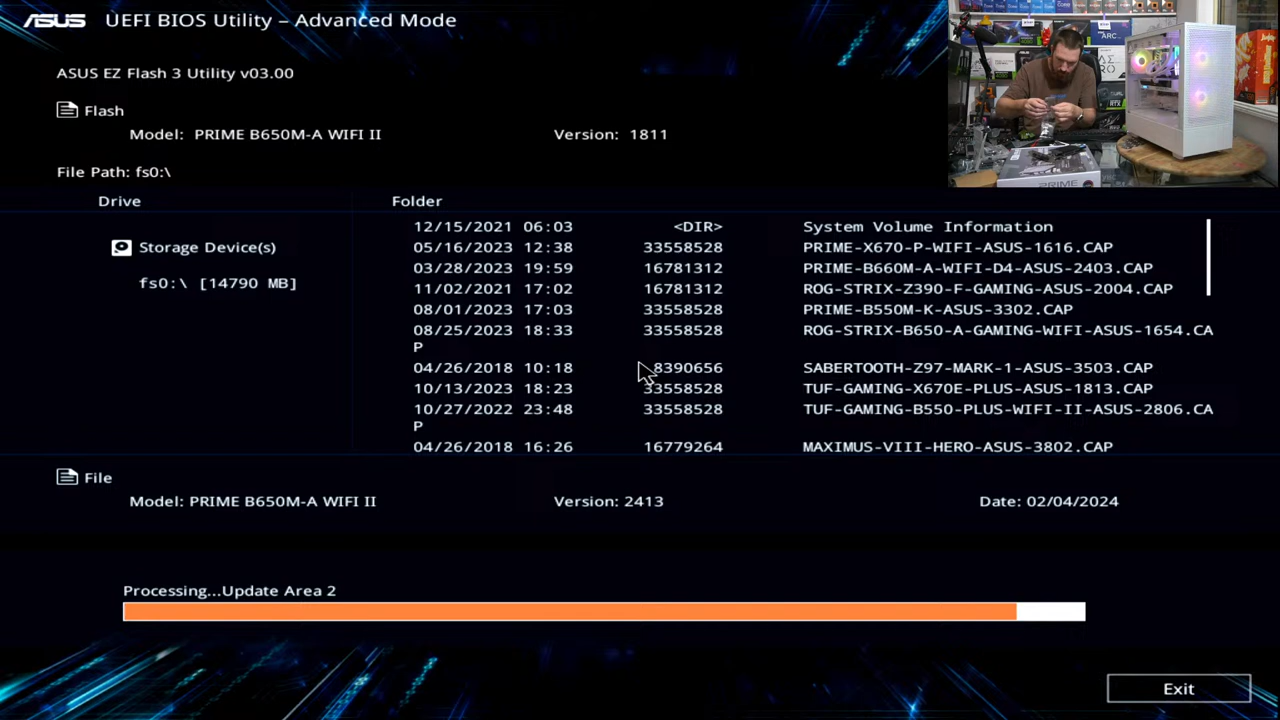 ASUS UEFI BIOS Utility – Advanced Mode
ASUS EZ Flash 3 Utility v03.00
Flash
Model: PRIME B650M-A WIFI II Version: 1811
File Path: fs0:\
Drive Folder
12/15/2021 06:03 <DIR> System Volume Information
Storage Device(s) 05/16/2023 12:38 33558528 PRIME-X670-P-WIFI-ASUS-1616.CAP
03/28/2023 19:59 16781312 PRIME-B660M-A-WIFI-D4-ASUS-2403.CAP
fs0:\ [14790 MB] 11/02/2021 17:02 16781312 ROG-STRIX-Z390-F-GAMING-ASUS-2004.CAP
08/01/2023 17:03 33558528 PRIME-B550M-K-ASUS-3302.CAP
08/25/2023 18:33 33558528 ROG-STRIX-B650-A-GAMING-WIFI-ASUS-1654.CA
P
04/26/2018 10:18 8390656 SABERTOOTH-Z97-MARK-1-ASUS-3503.CAP
10/13/2023 18:23 33558528 TUF-GAMING-X670E-PLUS-ASUS-1813.CAP
10/27/2022 23:48 33558528 TUF-GAMING-B550-PLUS-WIFI-II-ASUS-2806.CA
P
04/26/2018 16:26 16779264 MAXIMUS-VIII-HERO-ASUS-3802.CAP
File
Model: PRIME B650M-A WIFI II Version: 2413 Date: 02/04/2024
Processing...Update Area 2
Exit
ARC
PRIME